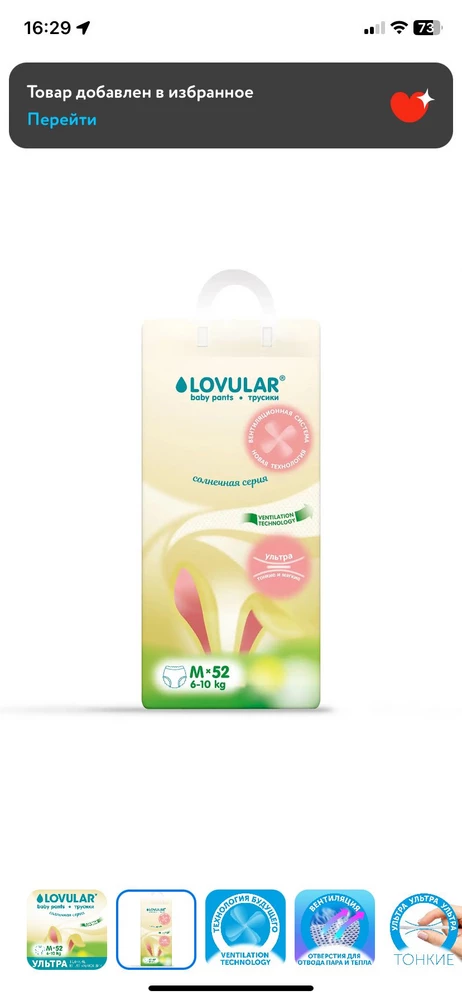 16:29
73
Товар добавлен в избранное
Перейти
LOVULAR®
baby pants • трусики
ВЕНТИЛЯЦИОННАЯ СИСТЕМА
НОВАЯ ТЕХНОЛОГИЯ
солнечная серия
VENTILATION
TECHNOLOGY
ультра
тонкие и мягкие
M×52
6-10 kg
LOVULAR®
baby pants • трусики
солнечная серия
M×52
6-10 kg
УЛЬТРА
ТЕХНОЛОГИЯ БУДУЩЕГО
VENTILATION
TECHNOLOGY
ВЕНТИЛЯЦИЯ
ОТВЕРСТИЯ ДЛЯ
ОТВОДА ПАРА И ТЕПЛА
УЛЬТРА УЛЬТРА УЛЬТРА
ТОНКИЕ